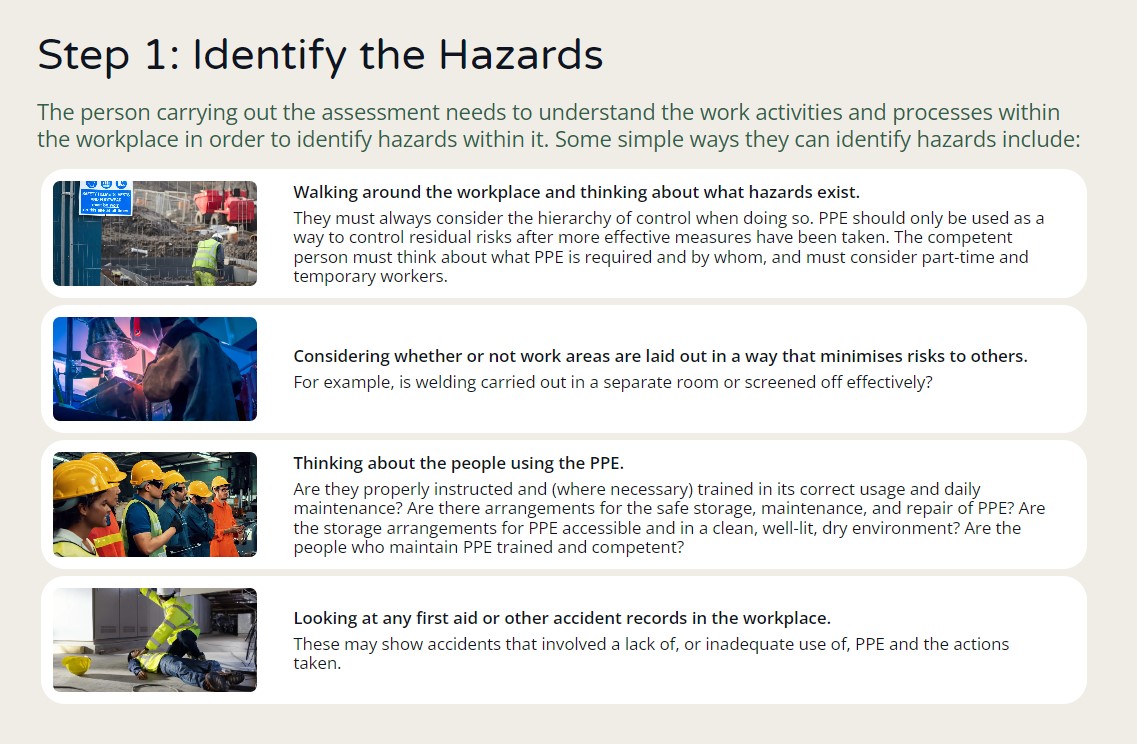 Step 1: Identify the Hazards
The person carrying out the assessment needs to understand the work activities and processes within
the workplace in order to identify hazards within it. Some simple ways they can identify hazards include:
Walking around the workplace and thinking about what hazards exist.
They must always consider the hierarchy of control when doing so. PPE should only be used as a
way to control residual risks after more effective measures have been taken. The competent
person must think about what PPE is required and by whom, and must consider part-time and
temporary workers.
Considering whether or not work areas are laid out in a way that minimises risks to others.
For example, is welding carried out in a separate room or screened off effectively?
Thinking about the people using the PPE.
Are they properly instructed and (where necessary) trained in its correct usage and daily
maintenance? Are there arrangements for the safe storage, maintenance, and repair of PPE? Are
the storage arrangements for PPE accessible and in a clean, well-lit, dry environment? Are the
people who maintain PPE trained and competent?
Looking at any first aid or other accident records in the workplace.
These may show accidents that involved a lack of, or inadequate use of, PPE and the actions
taken.